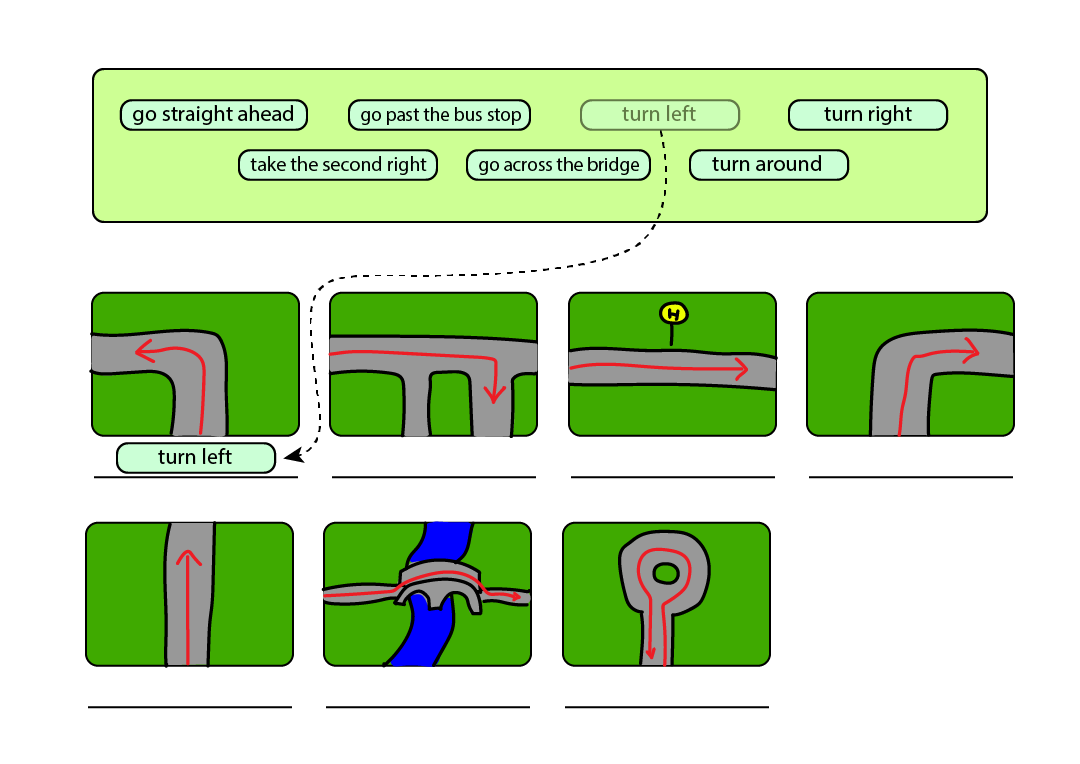 go straight ahead
go past the bus stop
turn left
turn right
take the second right
go across the bridge
turn around
H
turn left